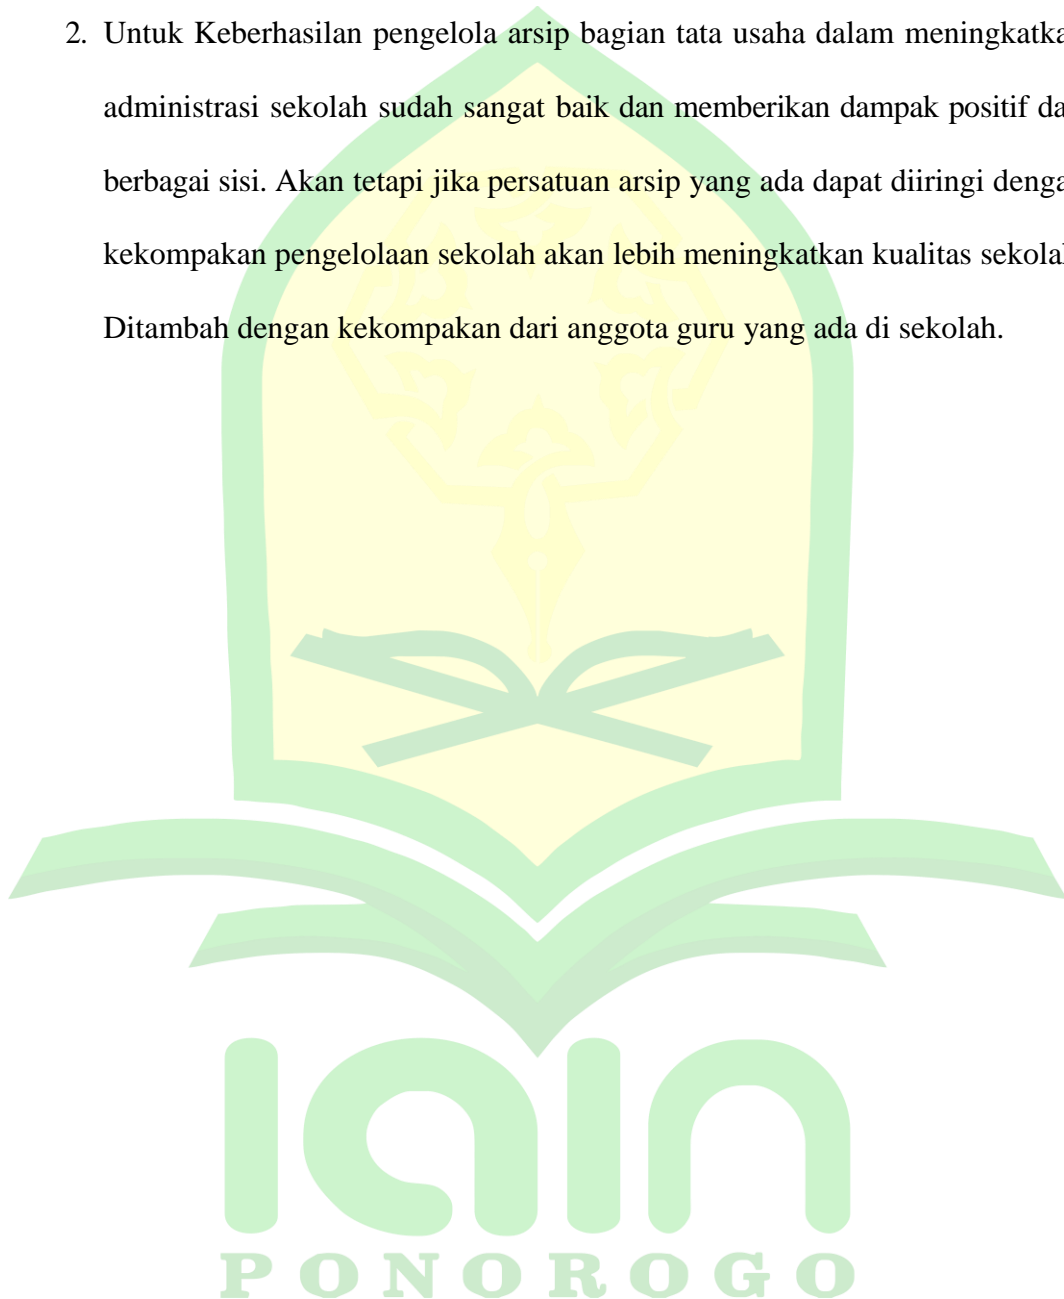 2. Untuk Keberhasilan pengelola arsip bagian tata usaha dalam meningkatka
administrasi sekolah sudah sangat baik dan memberikan dampak positif da
berbagai sisi. Akan tetapi jika persatuan arsip yang ada dapat diiringi denga
kekompakan pengelolaan sekolah akan lebih meningkatkan kualitas sekola
Ditambah dengan kekompakan dari anggota guru yang ada di sekolah.
iain
PONOROGO